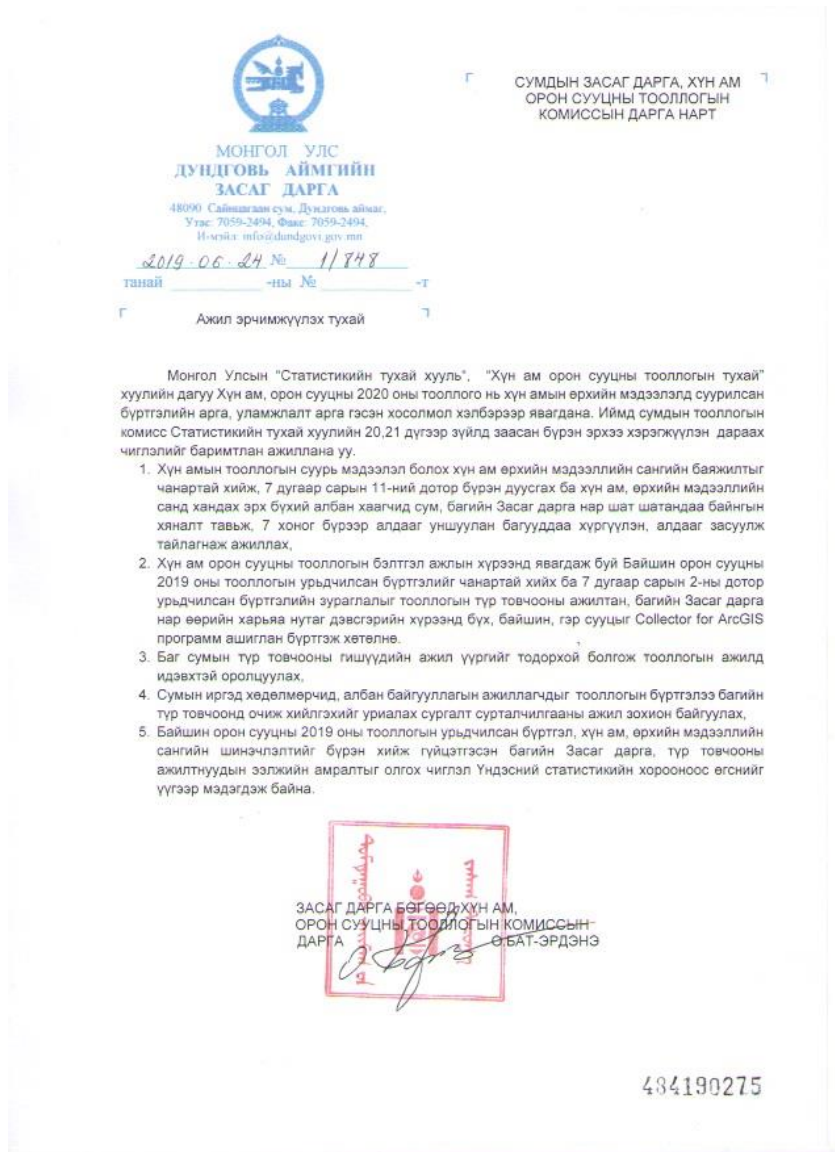 СУМДЫН ЗАСАГ ДАРГА, ХҮН АМ
ОРОН СУУЦНЫ ТООЛЛОГЫН
КОМИССЫН ДАРГА НАРТ
МОНГОЛ УЛС
ДУНДГОВЬ АЙМГИЙН
ЗАСАГ ДАРГА
48090 Сайнцагаан сум, Дундговь аймаг,
Утас: 7059-2494, Факс: 7059-2494,
И-мэйл: info@dundgovi.gov.mn
2019.06.24 № 1/848
танай ____________ -ны № ____________ -т
Ажил эрчимжүүлэх тухай
Монгол Улсын "Статистикийн тухай хууль", "Хүн ам орон сууцны тооллогын тухай"
хуулийн дагуу Хүн ам, орон сууцны 2020 оны тооллого нь хүн амын өрхийн мэдээлэлд суурилсан
бүртгэлийн арга, уламжлалт арга гэсэн хосолмол хэлбэрээр явагдана. Иймд сумдын тооллогын
комисс Статистикийн тухай хуулийн 20,21 дүгээр зүйлд заасан бүрэн эрхээ хэрэгжүүлэн дараах
чиглэлийг баримтлан ажиллана уу.
1. Хүн амын тооллогын суурь мэдээлэл болох хүн ам өрхийн мэдээллийн сангийн баяжилтыг
чанартай хийж, 7 дугаар сарын 11-ний дотор бүрэн дуусгах ба хүн ам, өрхийн мэдээллийн
санд хандах эрх бүхий албан хаагчид сум, багийн Засаг дарга нар шат шатандаа байнгын
хяналт тавьж, 7 хоног бүрээр алдааг уншуулан багууддаа хүргүүлэн, алдааг засуулж
тайлагнаж ажиллах,
2. Хүн ам орон сууцны тооллогын бэлтгэл ажлын хүрээнд явагдаж буй Байшин орон сууцны
2019 оны тооллогын урьдчилсан бүртгэлийг чанартай хийх ба 7 дугаар сарын 2-ны дотор
урьдчилсан бүртгэлийн зураглалыг тооллогын түр товчооны ажилтан, багийн Засаг дарга
нар өөрийн харьяа нутаг дэвсгэрийн хүрээнд бүх, байшин, гэр сууцыг Collector for ArcGIS
программ ашиглан бүртгэж хөтөлнө.
3. Баг сумын түр товчооны гишүүдийн ажил үүргийг тодорхой болгож тооллогын ажилд
идэвхтэй оролцуулах,
4. Сумын иргэд хөдөлмөрчид, албан байгууллагын ажиллагчдыг тооллогын бүртгэлээ багийн
түр товчоонд очиж хийлгэхийг уриалах сургалт сурталчилгааны ажил зохион байгуулах,
5. Байшин орон сууцны 2019 оны тооллогын урьдчилсан бүртгэл, хүн ам, өрхийн мэдээллийн
сангийн шинэчлэлтийг бүрэн хийж гүйцэтгэсэн багийн Засаг дарга, түр товчооны
ажилтнуудын ээлжийн амралтыг олгох чиглэл Үндэсний статистикийн хорооноос өгснийг
үүгээр мэдэгдэж байна.
ЗАСАГ ДАРГА БӨГӨӨД ХҮН АМ,
ОРОН СУУЦНЫ ТООЛЛОГЫН КОМИССЫН
ДАРГА О.БАТ-ЭРДЭНЭ
484190275